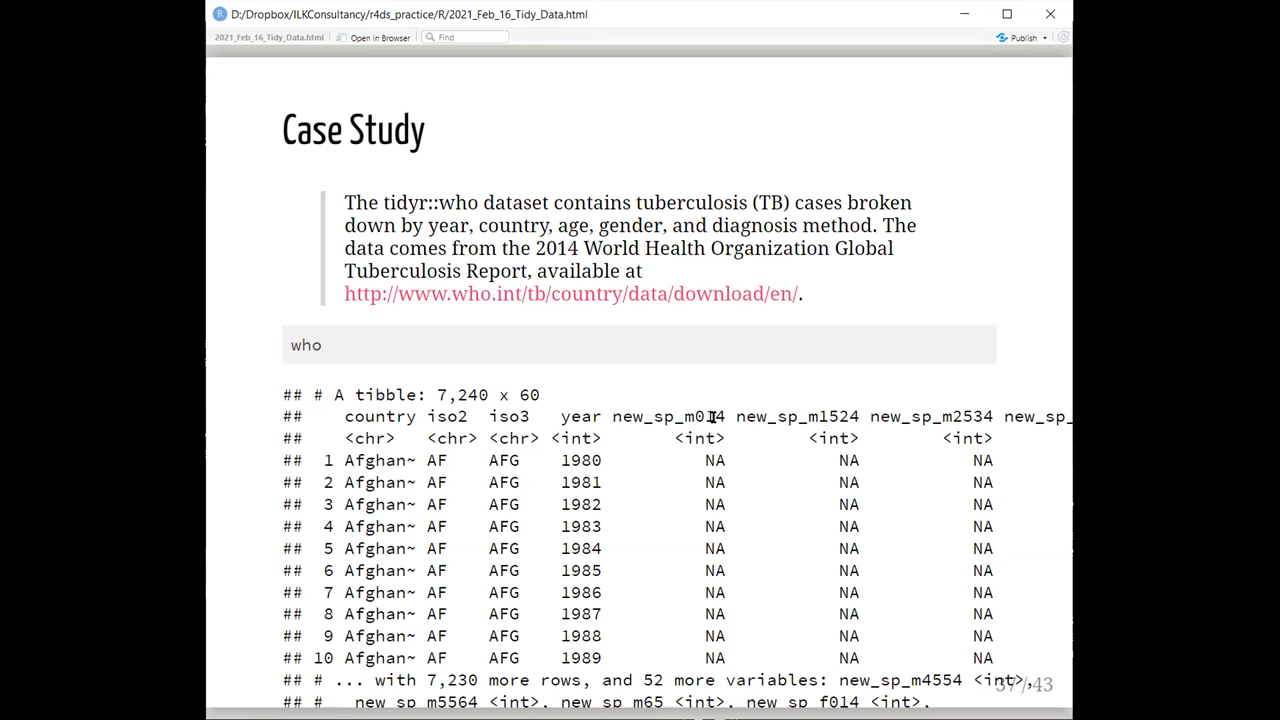 D:/Dropbox/ILKConsultancy/r4ds_practice/R/2021_Feb_16_Tidy_Data.html
2021_Feb_16_Tidy_Data.html Open in Browser Find Publish
Case Study
The tidyr::who dataset contains tuberculosis (TB) cases broken
down by year, country, age, gender, and diagnosis method. The
data comes from the 2014 World Health Organization Global
Tuberculosis Report, available at
http://www.who.int/tb/country/data/download/en/.
who
## # A tibble: 7,240 x 60
## country iso2 iso3 year new_sp_m014 new_sp_m1524 new_sp_m2534 new_sp_
## <chr> <chr> <chr> <int> <int> <int> <int>
## 1 Afghan~ AF AFG 1980 NA NA NA
## 2 Afghan~ AF AFG 1981 NA NA NA
## 3 Afghan~ AF AFG 1982 NA NA NA
## 4 Afghan~ AF AFG 1983 NA NA NA
## 5 Afghan~ AF AFG 1984 NA NA NA
## 6 Afghan~ AF AFG 1985 NA NA NA
## 7 Afghan~ AF AFG 1986 NA NA NA
## 8 Afghan~ AF AFG 1987 NA NA NA
## 9 Afghan~ AF AFG 1988 NA NA NA
## 10 Afghan~ AF AFG 1989 NA NA NA
## # ... with 7,230 more rows, and 52 more variables: new_sp_m4554 <int>,
37 / 43
## # new_sp_m5564 <int>, new_sp_m65 <int>, new_sp_f014 <int>,